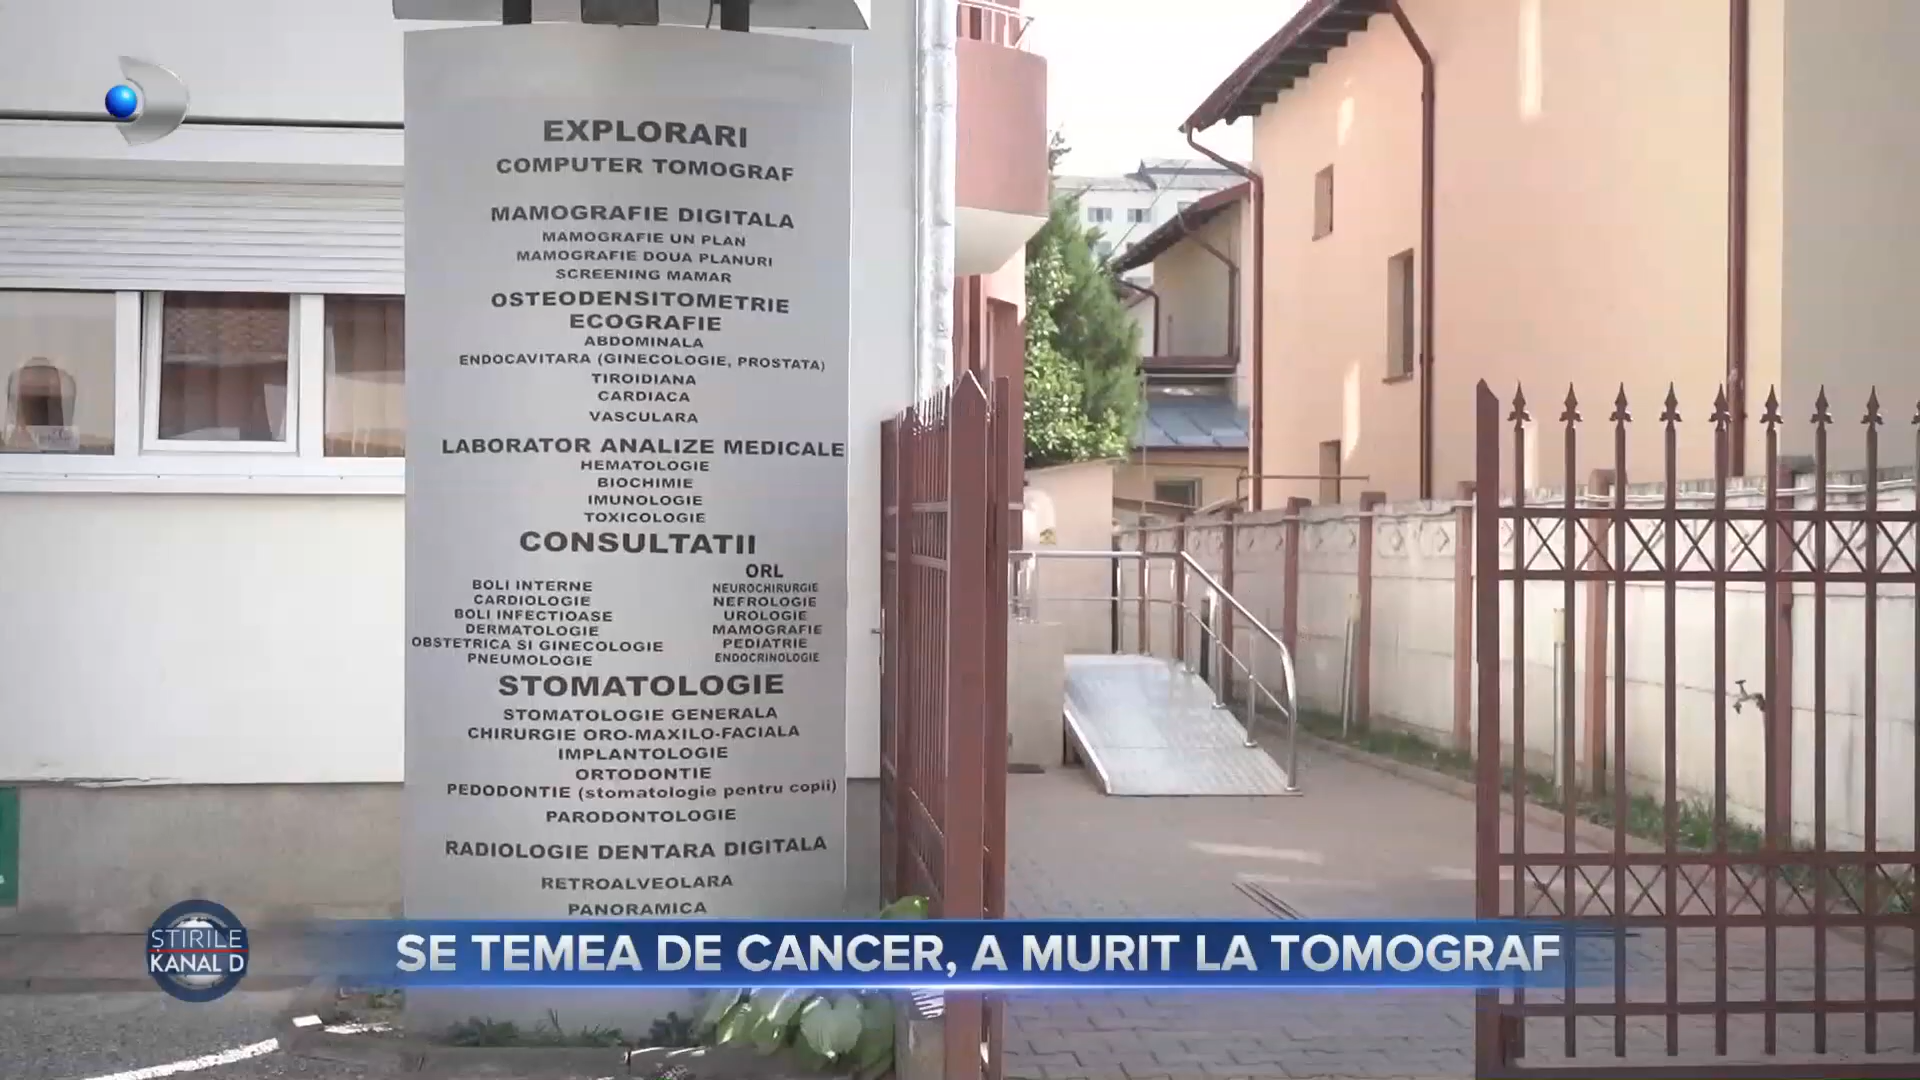 EXPLORARI
COMPUTER TOMOGRAF
MAMOGRAFIE DIGITALA
MAMOGRAFIE UN PLAN
MAMOGRAFIE DOUA PLANURI
SCREENING MAMAR
OSTEODENSITOMETRIE
ECOGRAFIE
ABDOMINALA
ENDOCAVITARA (GINECOLOGIE, PROSTATA)
TIROIDIANA
CARDIACA
VASCULARA
LABORATOR ANALIZE MEDICALE
HEMATOLOGIE
BIOCHIMIE
IMUNOLOGIE
TOXICOLOGIE
CONSULTATII
BOLI INTERNE
CARDIOLOGIE
BOLI INFECTIOASE
DERMATOLOGIE
OBSTETRICA SI GINECOLOGIE
PNEUMOLOGIE
ORL
NEUROCHIRURGIE
NEFROLOGIE
UROLOGIE
MAMOGRAFIE
PEDIATRIE
ENDOCRINOLOGIE
STOMATOLOGIE
STOMATOLOGIE GENERALA
CHIRURGIE ORO-MAXILO-FACIALA
IMPLANTOLOGIE
ORTODONTIE
PEDODONTIE (stomatologie pentru copii)
PARODONTOLOGIE
RADIOLOGIE DENTARA DIGITALA
RETROALVEOLARA
PANORAMICA
ȘTIRILE
KANAL D
SE TEMEA DE CANCER, A MURIT LA TOMOGRAF